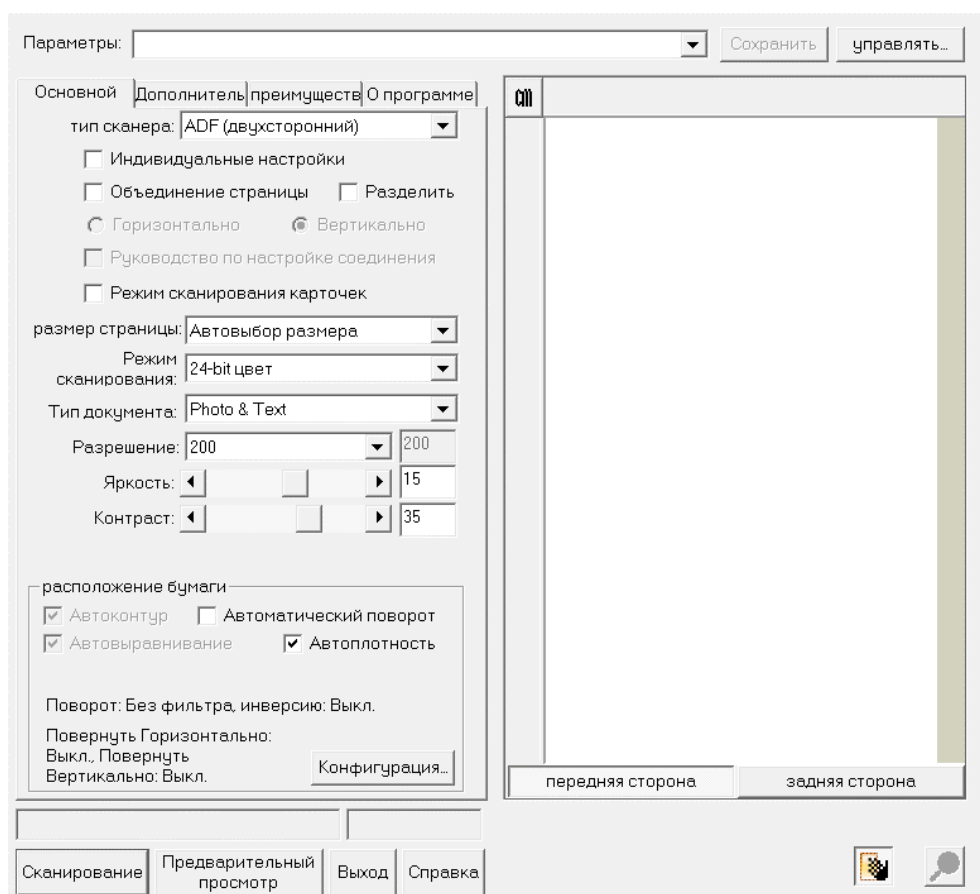 Параметры:
Сохранить
управлять...
Основной
Дополнитель
преимуществ
О программе
cm
тип сканера: ADF (двухсторонний)
Индивидуальные настройки
Объединение страницы
Разделить
Горизонтально
Вертикально
Руководство по настройке соединения
Режим сканирования карточек
размер страницы: Автовыбор размера
Режим
сканирования: 24-bit цвет
Тип документа: Photo & Text
Разрешение: 200
200
Яркость: 15
Контраст: 35
расположение бумаги
Автоконтур
Автоматический поворот
Автовыравнивание
Автоплотность
Поворот: Без фильтра, инверсию: Выкл.
Повернуть Горизонтально:
Выкл., Повернуть
Вертикально: Выкл.
Конфигурация...
передняя сторона
задняя сторона
Сканирование
Предварительный
просмотр
Выход
Справка